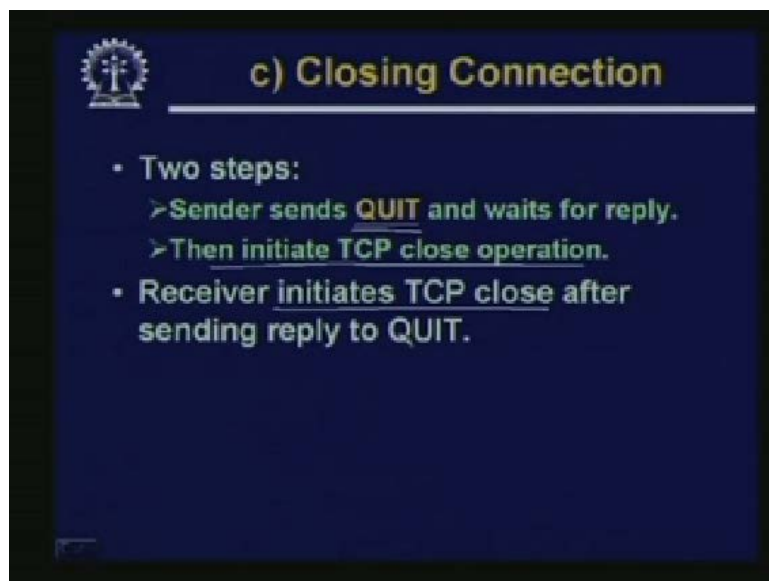 c) Closing Connection
• Two steps:
➢Sender sends QUIT and waits for reply.
➢Then initiate TCP close operation.
• Receiver initiates TCP close after
sending reply to QUIT.